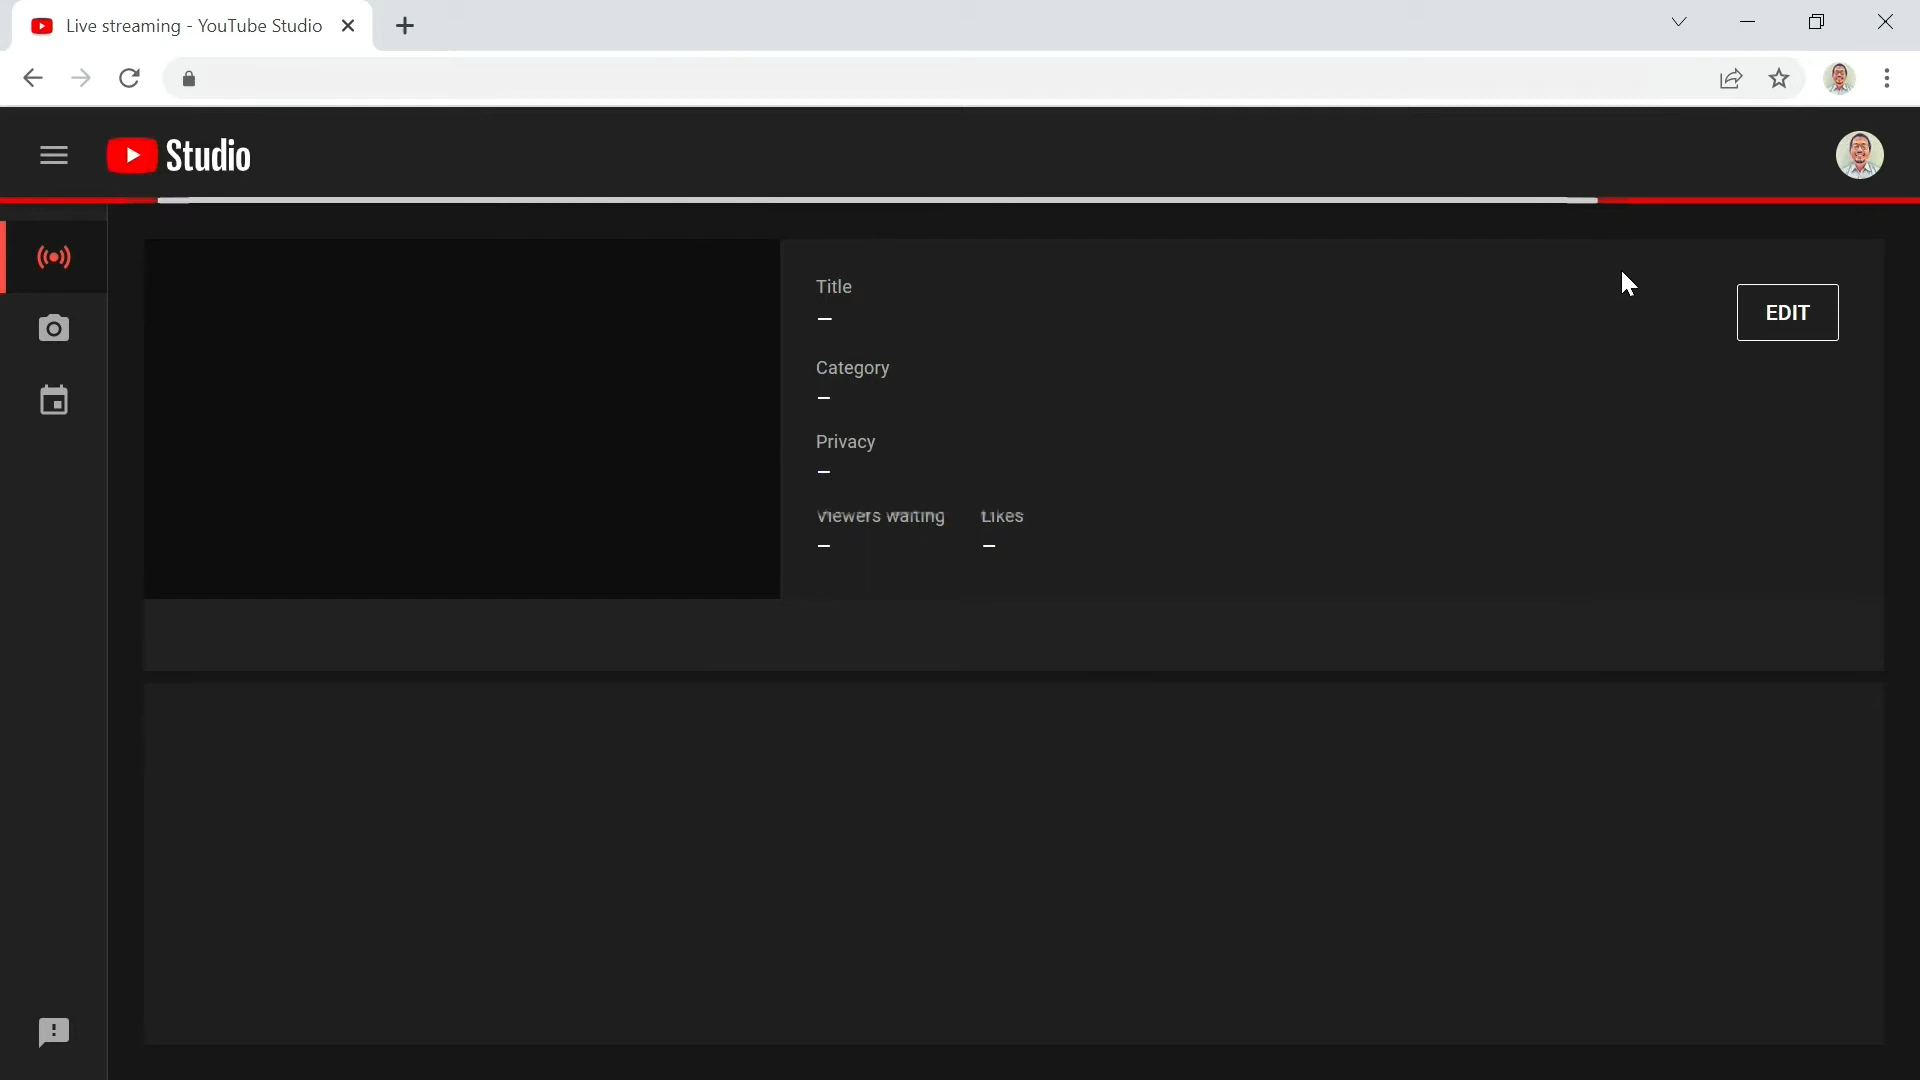 Live streaming - YouTube Studio
Studio
Title
–
EDIT
Category
–
Privacy
–
Viewers waiting Likes
– –